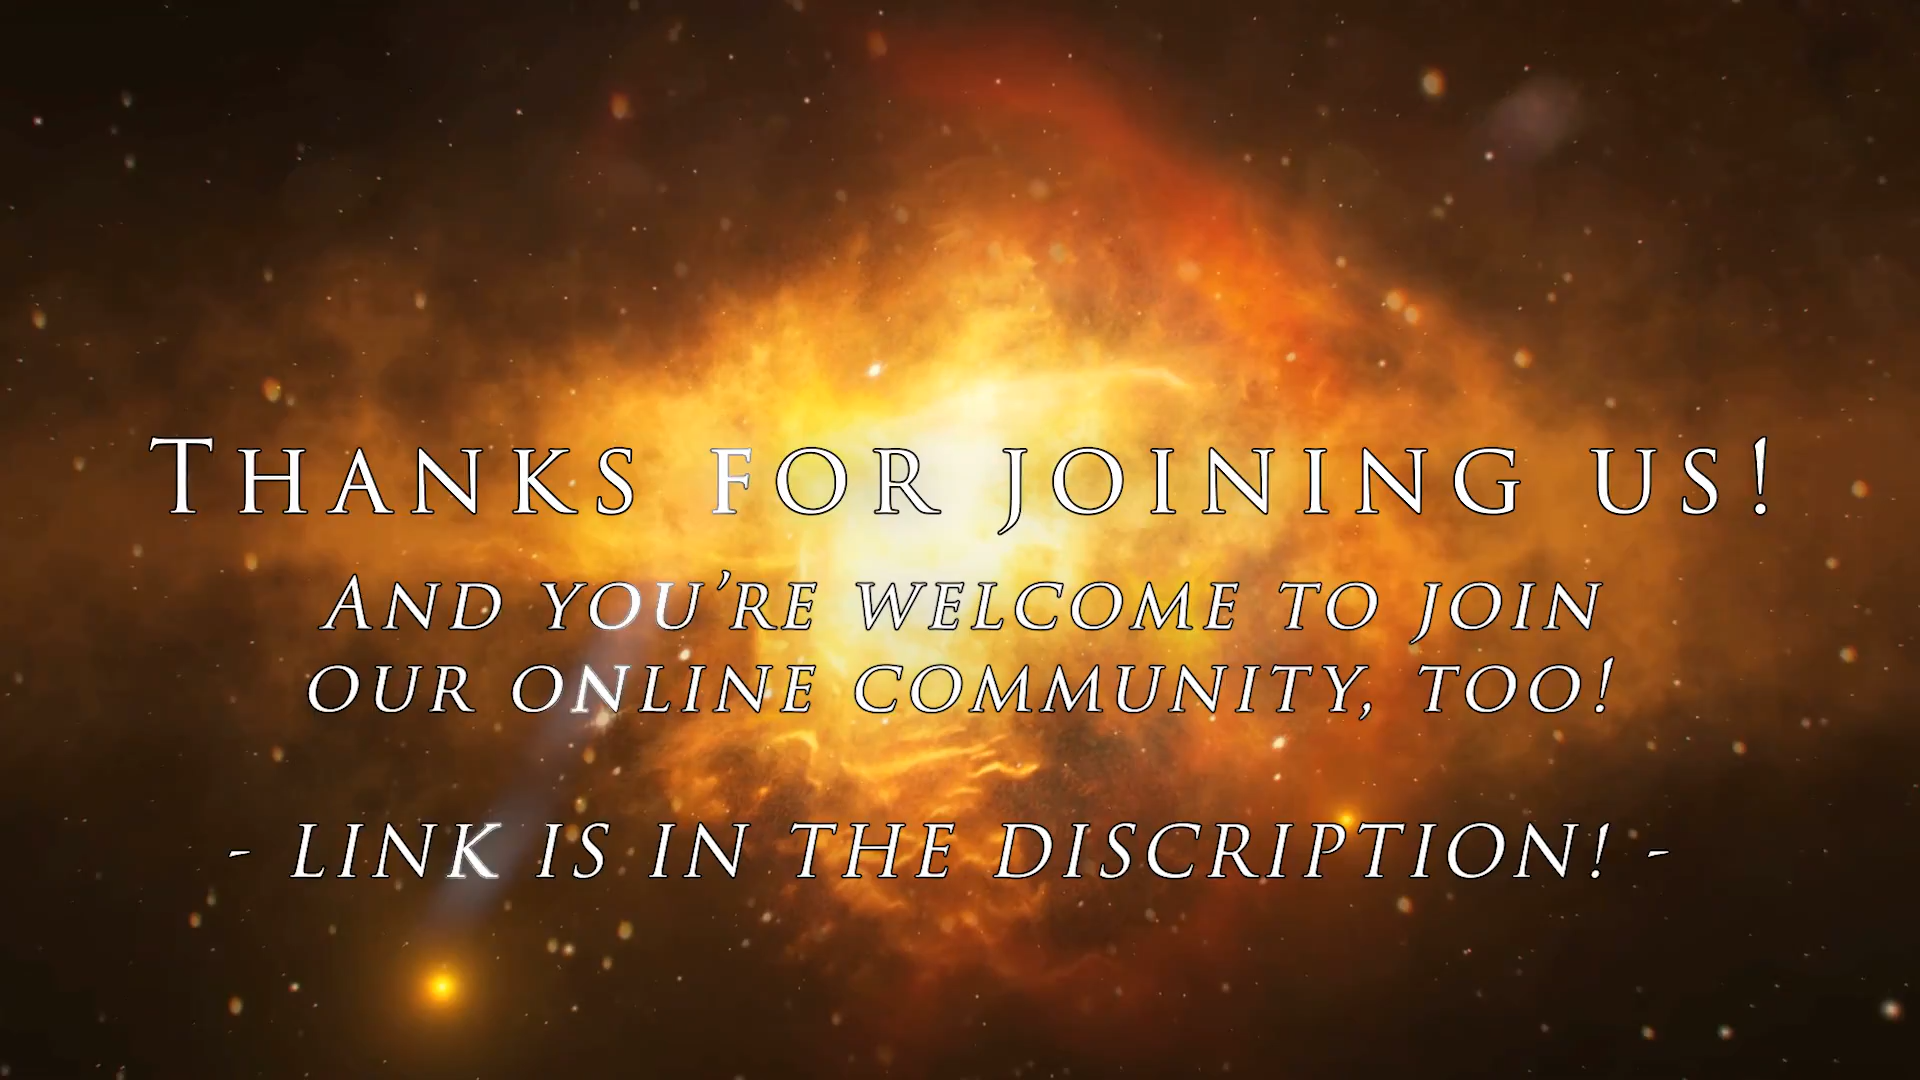 Thanks for joining us!
And you're welcome to join
our online community, too!
- link is in the discription! -